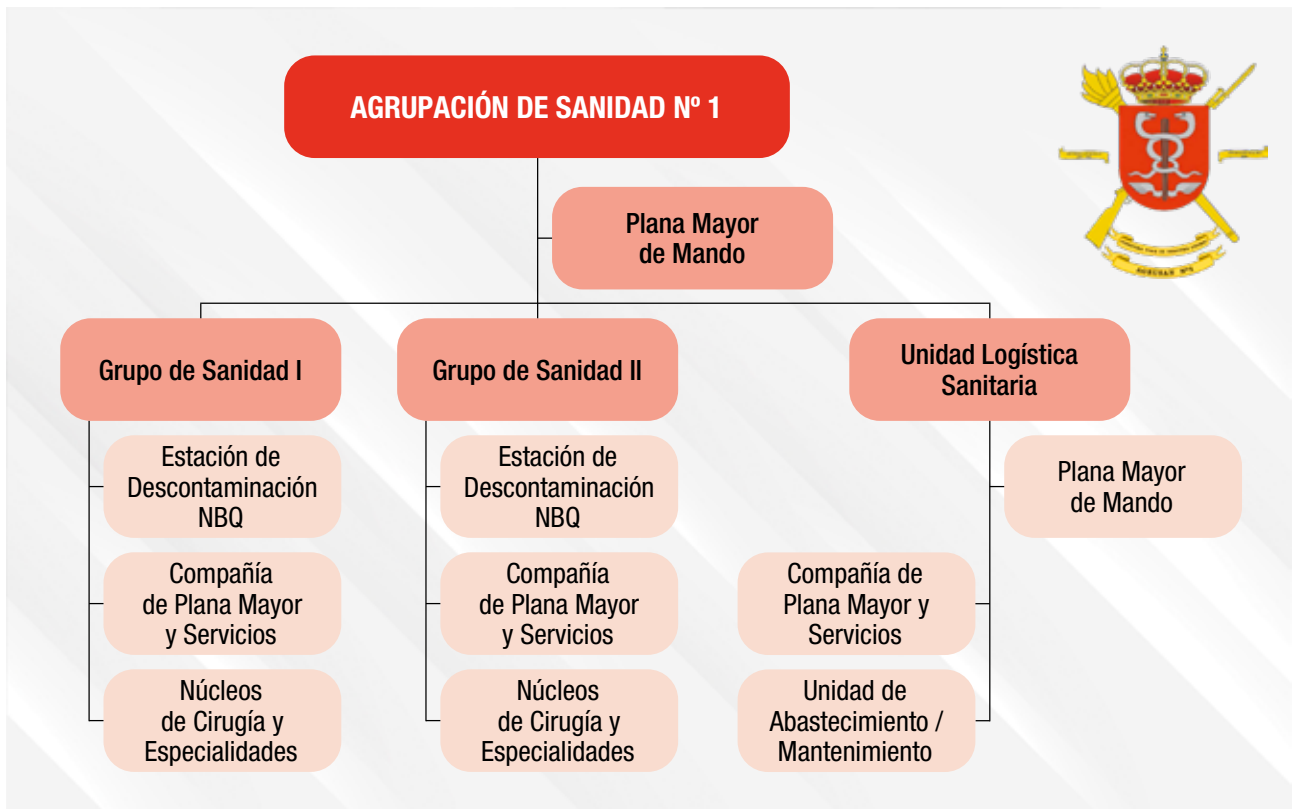 AGRUPACIÓN DE SANIDAD Nº 1
Plana Mayor
de Mando
Grupo de Sanidad I
Grupo de Sanidad II
Unidad Logística
Sanitaria
Estación de
Descontaminación
NBQ
Compañía
de Plana Mayor
y Servicios
Núcleos
de Cirugía y
Especialidades
Estación de
Descontaminación
NBQ
Compañía
de Plana Mayor
y Servicios
Núcleos
de Cirugía y
Especialidades
Plana Mayor
de Mando
Compañía de
Plana Mayor y
Servicios
Unidad de
Abastecimiento /
Mantenimiento